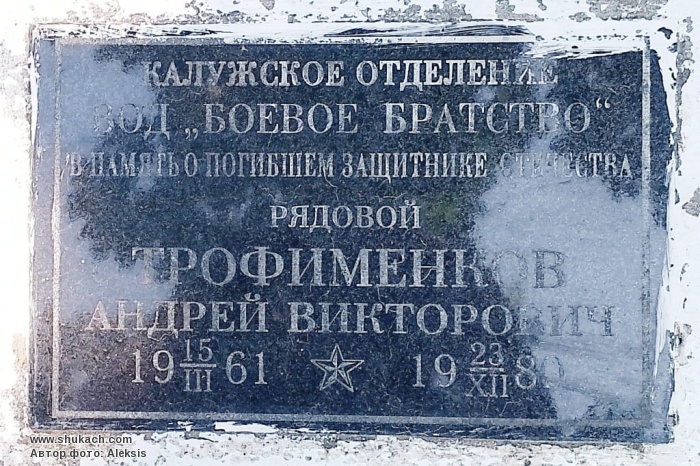 КАЛУЖСКОЕ ОТДЕЛЕНИЕ
ВОД „БОЕВОЕ БРАТСТВО“
В ПАМЯТЬ О ПОГИБШЕМ ЗАЩИТНИКЕ ОТЕЧЕСТВА
РЯДОВОЙ
ТРОФИМЕНКОВ
АНДРЕЙ ВИКТОРОВИЧ
19 15/III 61 19 23/XII 80
www.shukach.com
Автор фото: Aleksis